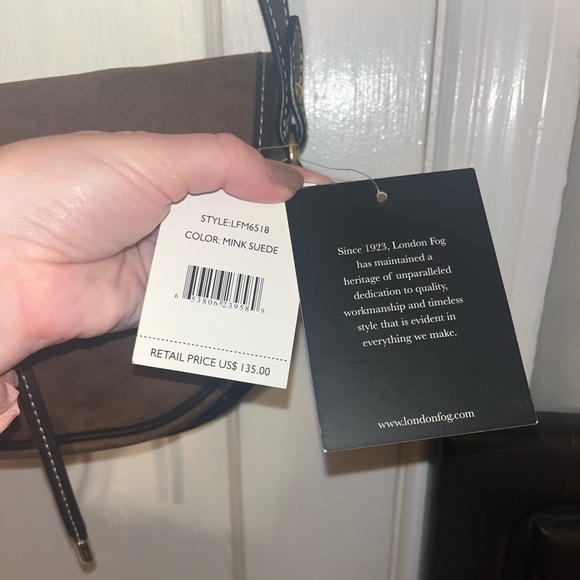 STYLE:LFM6518
COLOR: MINK SUEDE
6 53806 23958 9
RETAIL PRICE US$ 135.00
Since 1923, London Fog
has maintained a
heritage of unparalleled
dedication to quality,
workmanship and timeless
style that is evident in
everything we make.
www.londonfog.com